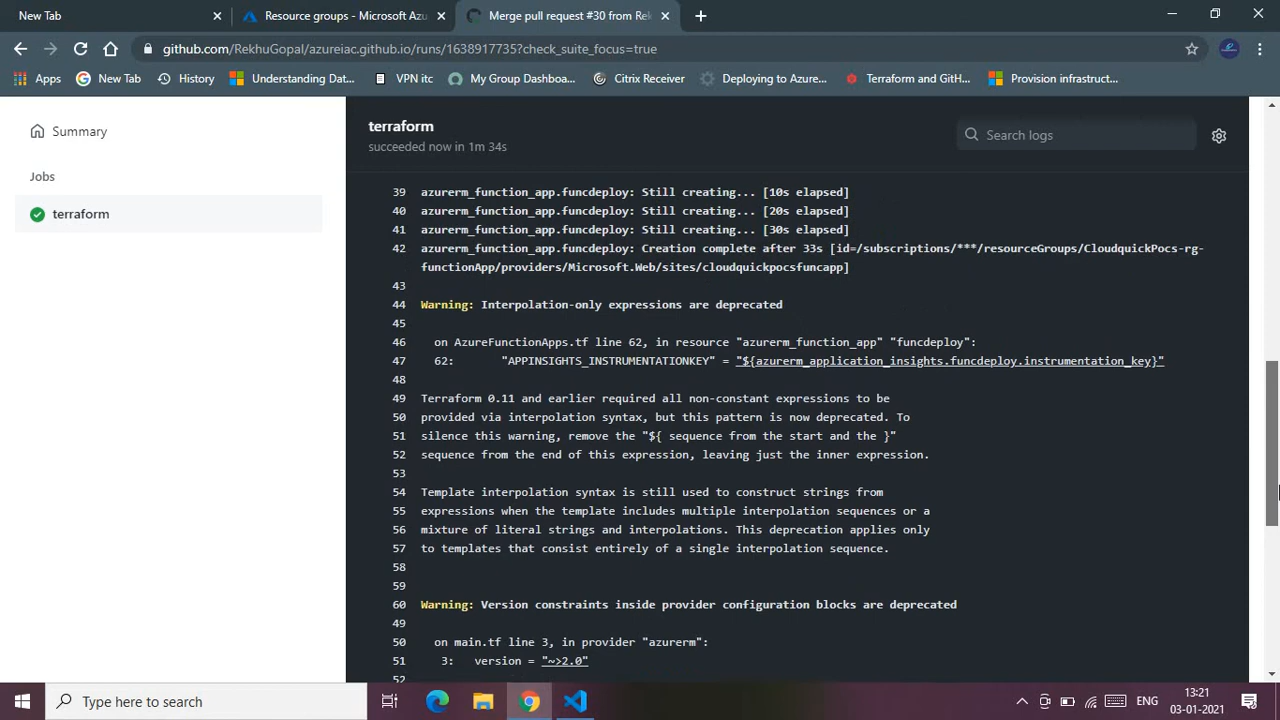 New Tab
Resource groups - Microsoft Azu
Merge pull request #30 from Rek
github.com/RekhuGopal/azureiac.github.io/runs/1638917735?check_suite_focus=true
Apps
New Tab
History
Understanding Dat...
VPN itc
My Group Dashboa...
Citrix Receiver
Deploying to Azure...
Terraform and GitH...
Provision infrastruct...
Summary
Jobs
terraform
terraform
succeeded now in 1m 34s
Search logs
39 azurerm_function_app.funcdeploy: Still creating... [10s elapsed]
40 azurerm_function_app.funcdeploy: Still creating... [20s elapsed]
41 azurerm_function_app.funcdeploy: Still creating... [30s elapsed]
42 azurerm_function_app.funcdeploy: Creation complete after 33s [id=/subscriptions/***/resourceGroups/CloudquickPocs-rg-
functionApp/providers/Microsoft.Web/sites/cloudquickpocsfuncapp]
43
44 Warning: Interpolation-only expressions are deprecated
45
46 on AzureFunctionApps.tf line 62, in resource "azurerm_function_app" "funcdeploy":
47 62: "APPINSIGHTS_INSTRUMENTATIONKEY" = "${azurerm_application_insights.funcdeploy.instrumentation_key}"
48
49 Terraform 0.11 and earlier required all non-constant expressions to be
50 provided via interpolation syntax, but this pattern is now deprecated. To
51 silence this warning, remove the "${ sequence from the start and the }"
52 sequence from the end of this expression, leaving just the inner expression.
53
54 Template interpolation syntax is still used to construct strings from
55 expressions when the template includes multiple interpolation sequences or a
56 mixture of literal strings and interpolations. This deprecation applies only
57 to templates that consist entirely of a single interpolation sequence.
58
59
60 Warning: Version constraints inside provider configuration blocks are deprecated
49
50 on main.tf line 3, in provider "azurerm":
51 3: version = "~>2.0"
52
Type here to search
ENG
13:21
03-01-2021